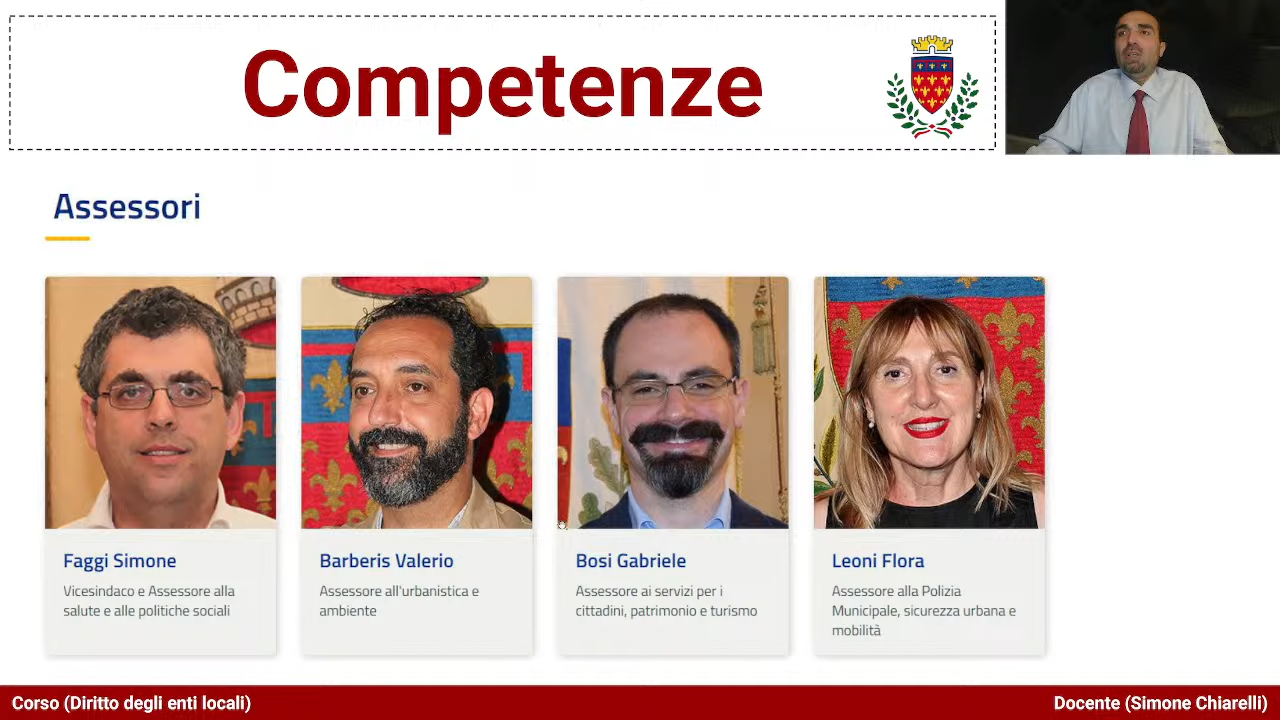 Competenze
Assessori
Faggi Simone
Vicesindaco e Assessore alla
salute e alle politiche sociali
Barberis Valerio
Assessore all'urbanistica e
ambiente
Bosi Gabriele
Assessore ai servizi per i
cittadini, patrimonio e turismo
Leoni Flora
Assessore alla Polizia
Municipale, sicurezza urbana e
mobilità
Corso (Diritto degli enti locali)
Docente (Simone Chiarelli)